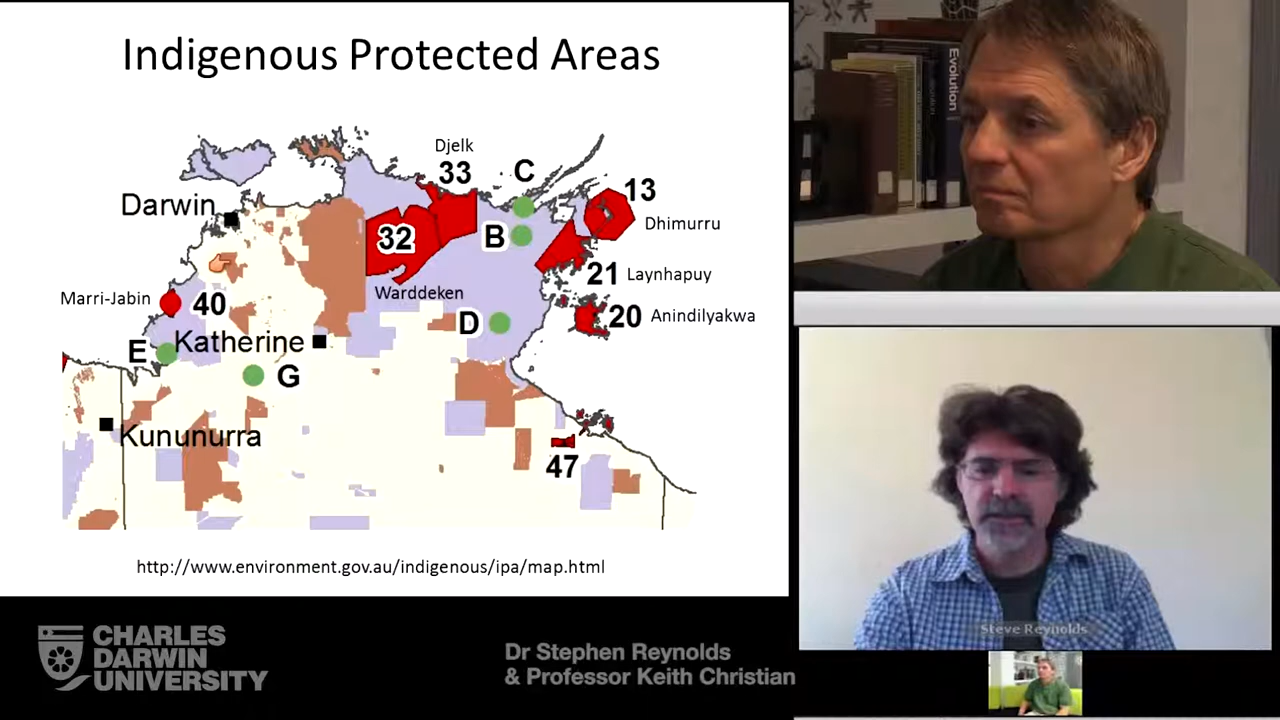 Indigenous Protected Areas
Djelk
33
C
13
Darwin
Dhimurru
32
B
21 Laynhapuy
Marri-Jabin
40
Warddeken
20 Anindilyakwa
D
E
Katherine
G
Kununurra
47
http://www.environment.gov.au/indigenous/ipa/map.html
Evolution
Steve Reynolds
CHARLES
DARWIN
UNIVERSITY
Dr Stephen Reynolds
& Professor Keith Christian